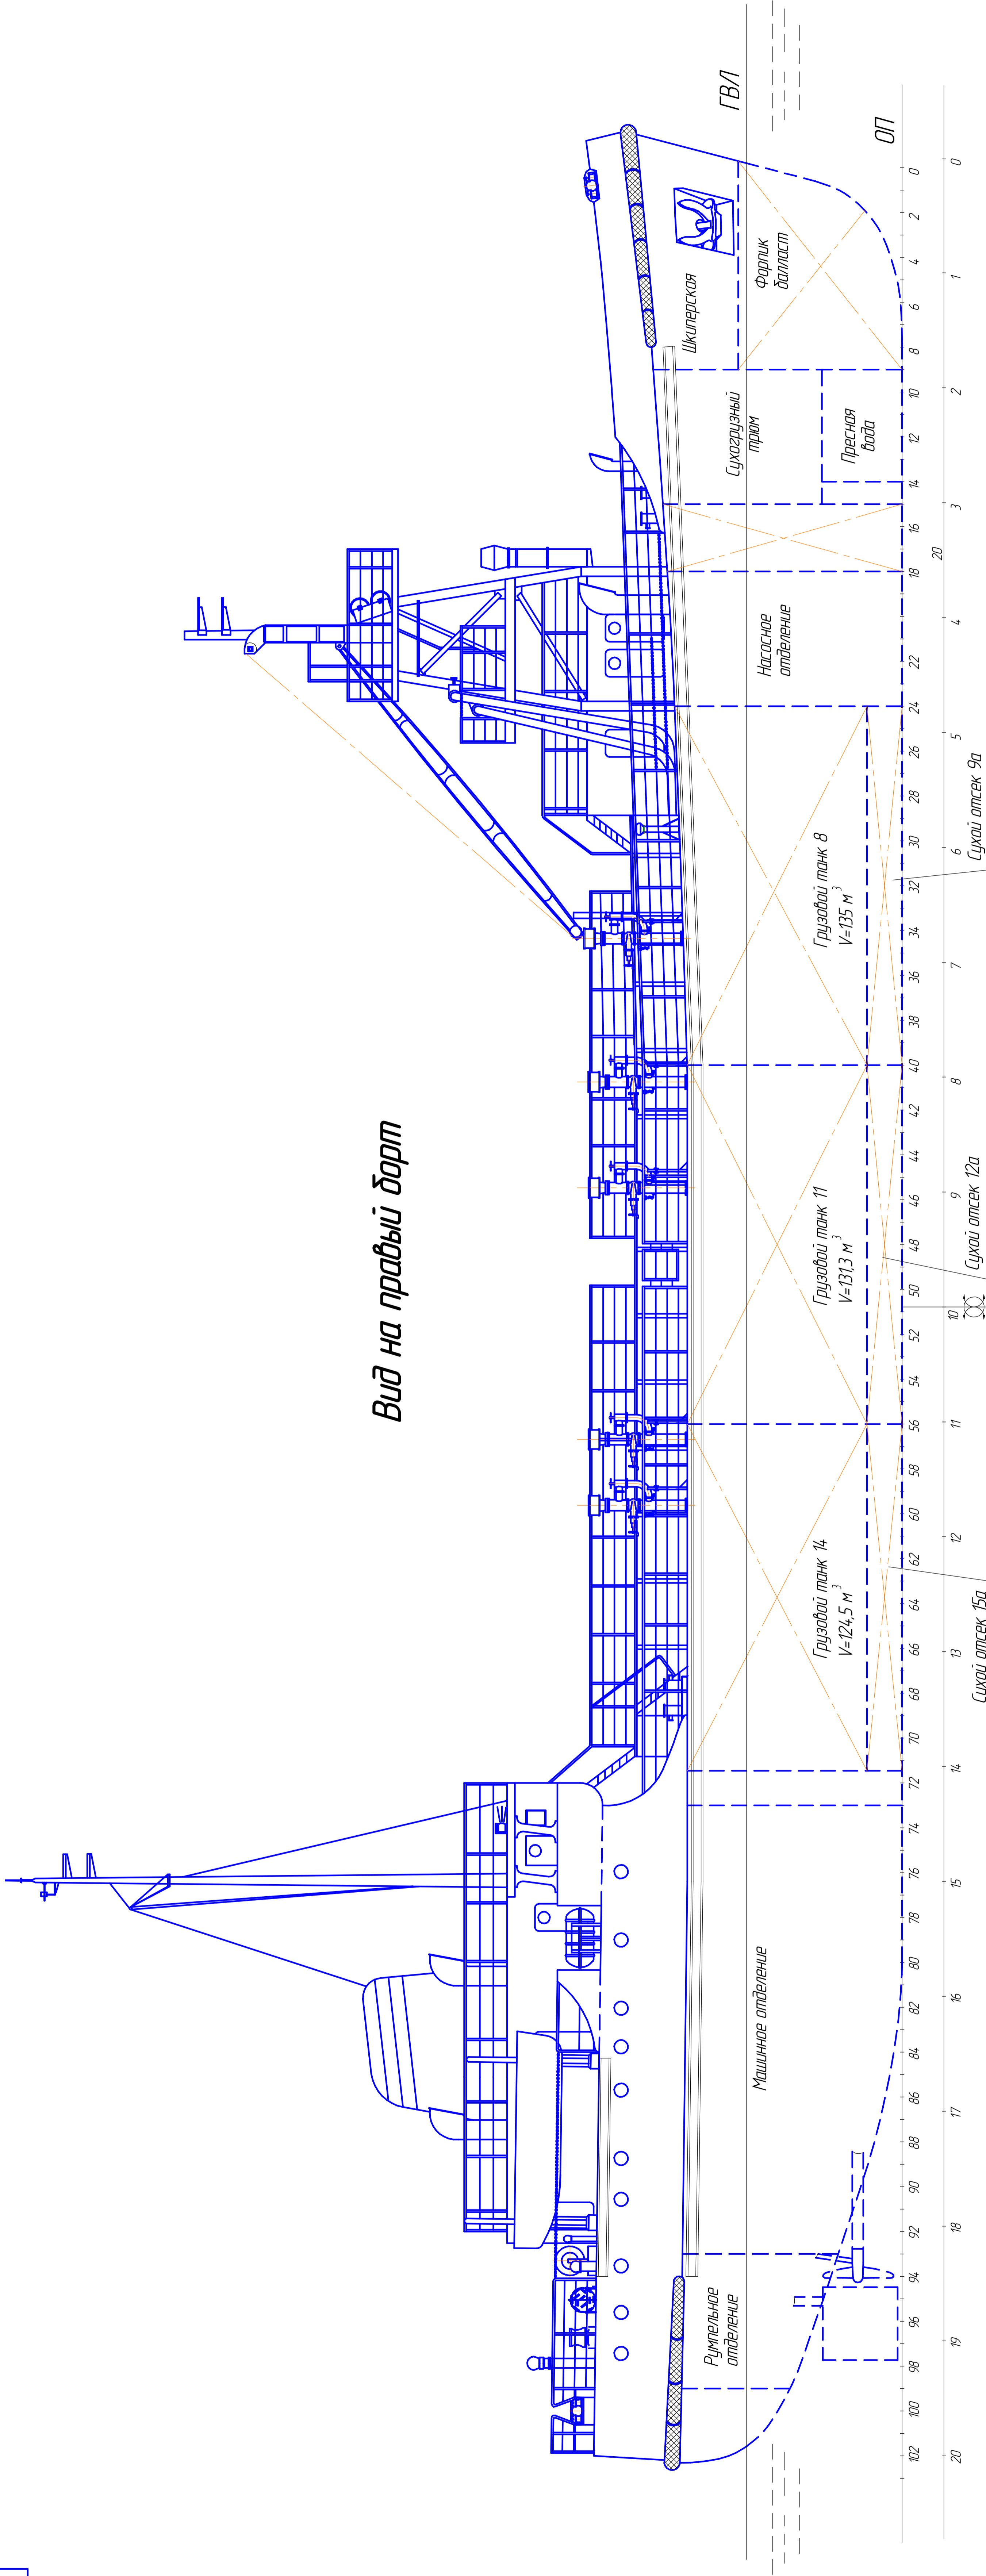 Вид на правый борт
ГВЛ
ОП
Румпельное
отделение
Машинное отделение
Грузовой танк 14
V=124,5 м³
Грузовой танк 11
V=131,3 м³
Грузовой танк 8
V=135 м³
Насосное
отделение
Сухогрузный
трюм
Пресная
вода
Шкиперская
Форпик
балласт
102 100 98 96 94 92 90 88 86 84 82 80 78 76 74 72 70 68 66 64 62 60 58 56 54 52 50 48 46 44 42 40 38 36 34 32 30 28 26 24 22 18 16 14 12 10 8 6 4 2 0
20
20 19 18 17 16 15 14 13 12 11 10 9 8 7 6 5 4 3 2 1 0
Сухой отсек 15а
Сухой отсек 12а
Сухой отсек 9а